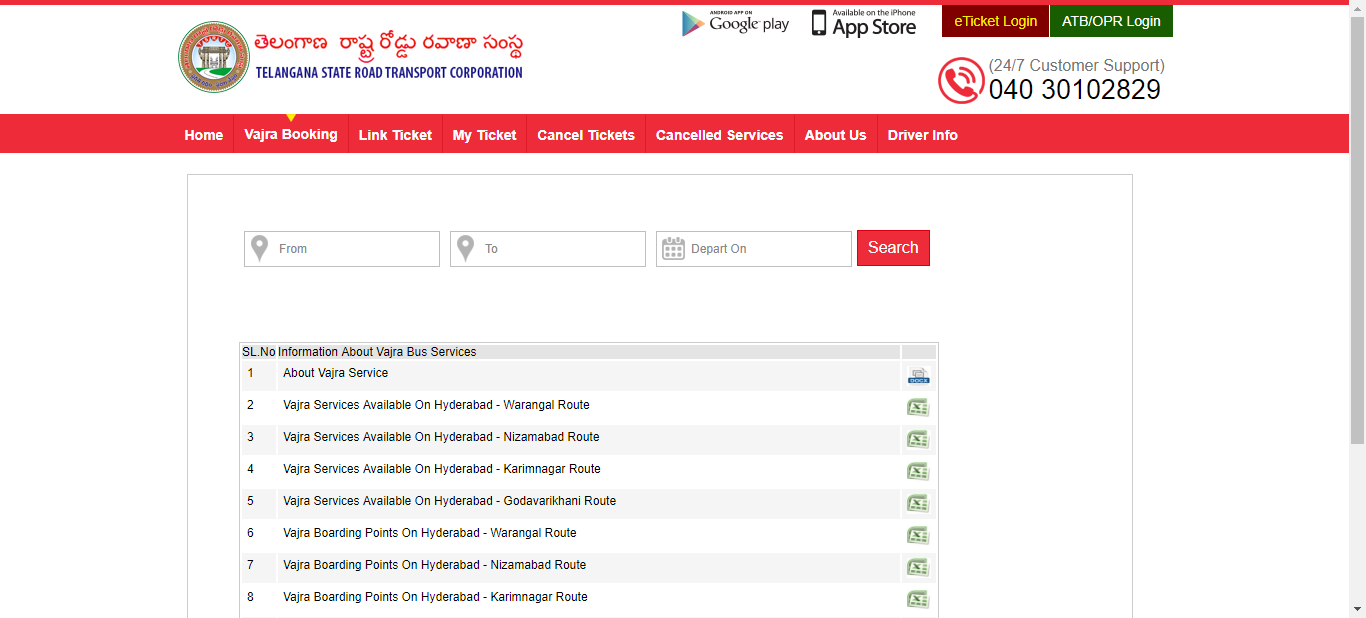 ANDROID APP ON
Google play
Available on the iPhone
App Store
eTicket Login
ATB/OPR Login
తెలంగాణ రాష్ట్ర రోడ్డు రవాణా సంస్థ
TELANGANA STATE ROAD TRANSPORT CORPORATION
(24/7 Customer Support)
040 30102829
Home
Vajra Booking
Link Ticket
My Ticket
Cancel Tickets
Cancelled Services
About Us
Driver Info
From
To
Depart On
Search
SL.No Information About Vajra Bus Services
1 About Vajra Service
DOCX
2 Vajra Services Available On Hyderabad - Warangal Route
3 Vajra Services Available On Hyderabad - Nizamabad Route
4 Vajra Services Available On Hyderabad - Karimnagar Route
5 Vajra Services Available On Hyderabad - Godavarikhani Route
6 Vajra Boarding Points On Hyderabad - Warangal Route
7 Vajra Boarding Points On Hyderabad - Nizamabad Route
8 Vajra Boarding Points On Hyderabad - Karimnagar Route